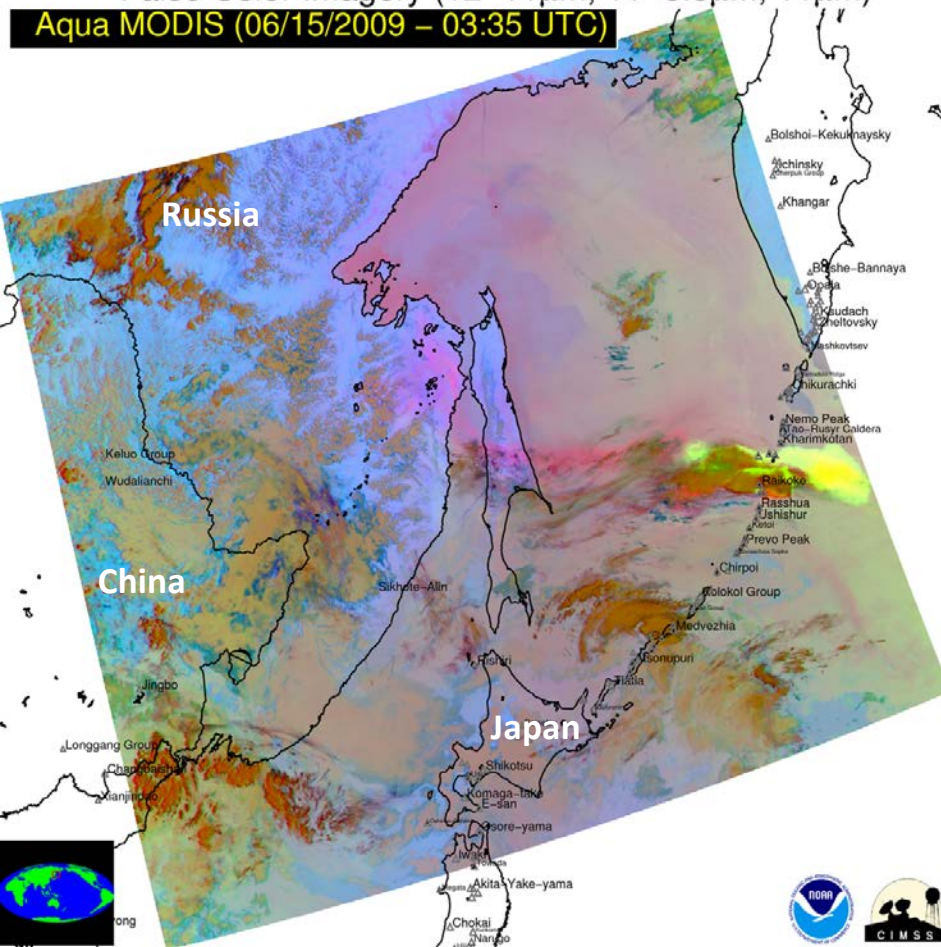 Aqua MODIS (06/15/2009 – 03:35 UTC)
Bolshoi-Kekuknaysky
Ichinsky
Khangar
Russia
Bolshe-Bannaya
Opala
Ksudach
Zheltovsky
Mashkovtsev
Chikurachki
Nemo Peak
Tao-Rusyr Caldera
Kharimkotan
Keluo Group
Wudalianchi
Raikoke
Rasshua
Ushishur
Ketoi
Prevo Peak
Chirpoi
China
Sikhote-Alin
Kolokol Group
Medvezhia
Rishiri
Jingbo
Tiatia
Japan
Longgang Group
Changbaishan
Shikotsu
Xianjindao
Komaga-take
E-san
Osore-yama
Iwaki
Akita-Yake-yama
Chokai
Narugo
NOAA
CIMSS